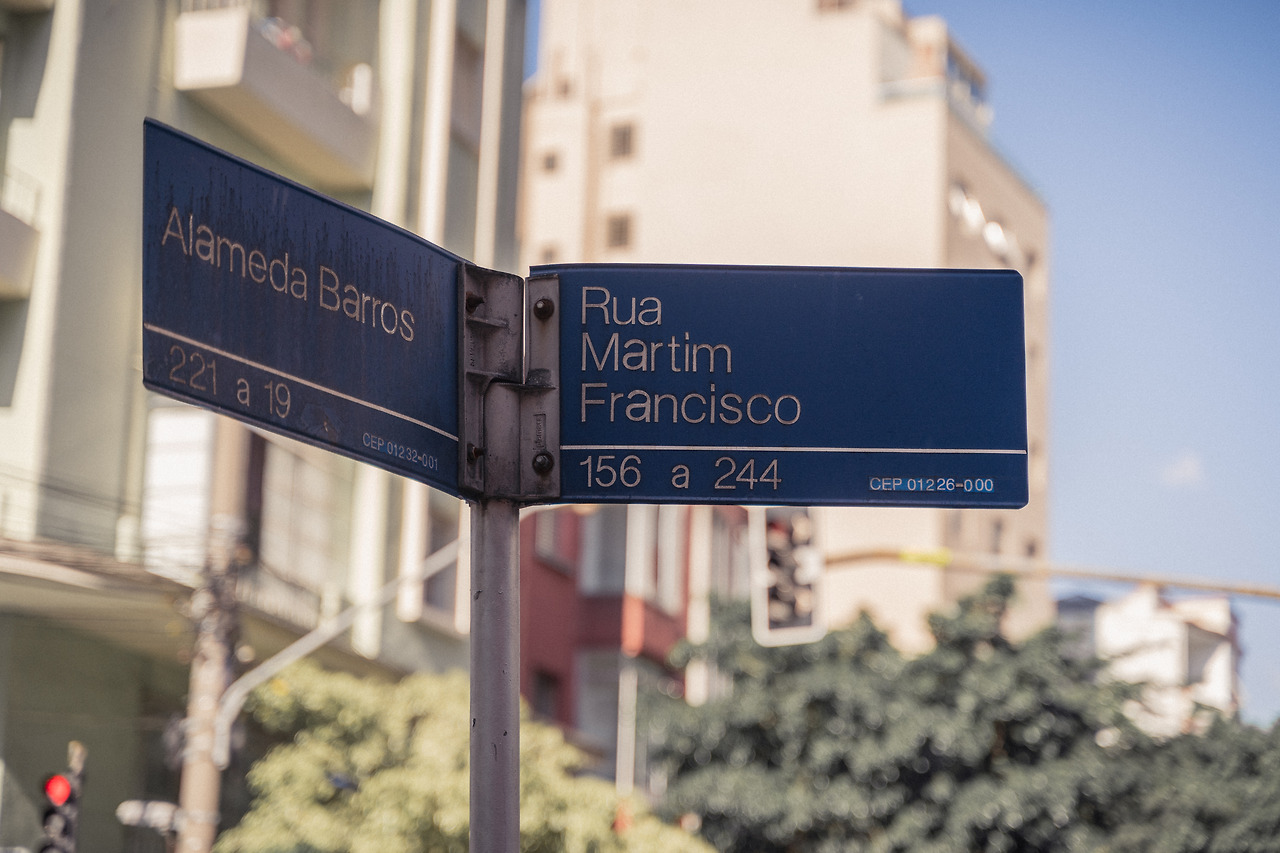 Alameda Barros
221 a 19
CEP 01232-001
Rua
Martim
Francisco
156 a 244
CEP 01226-000